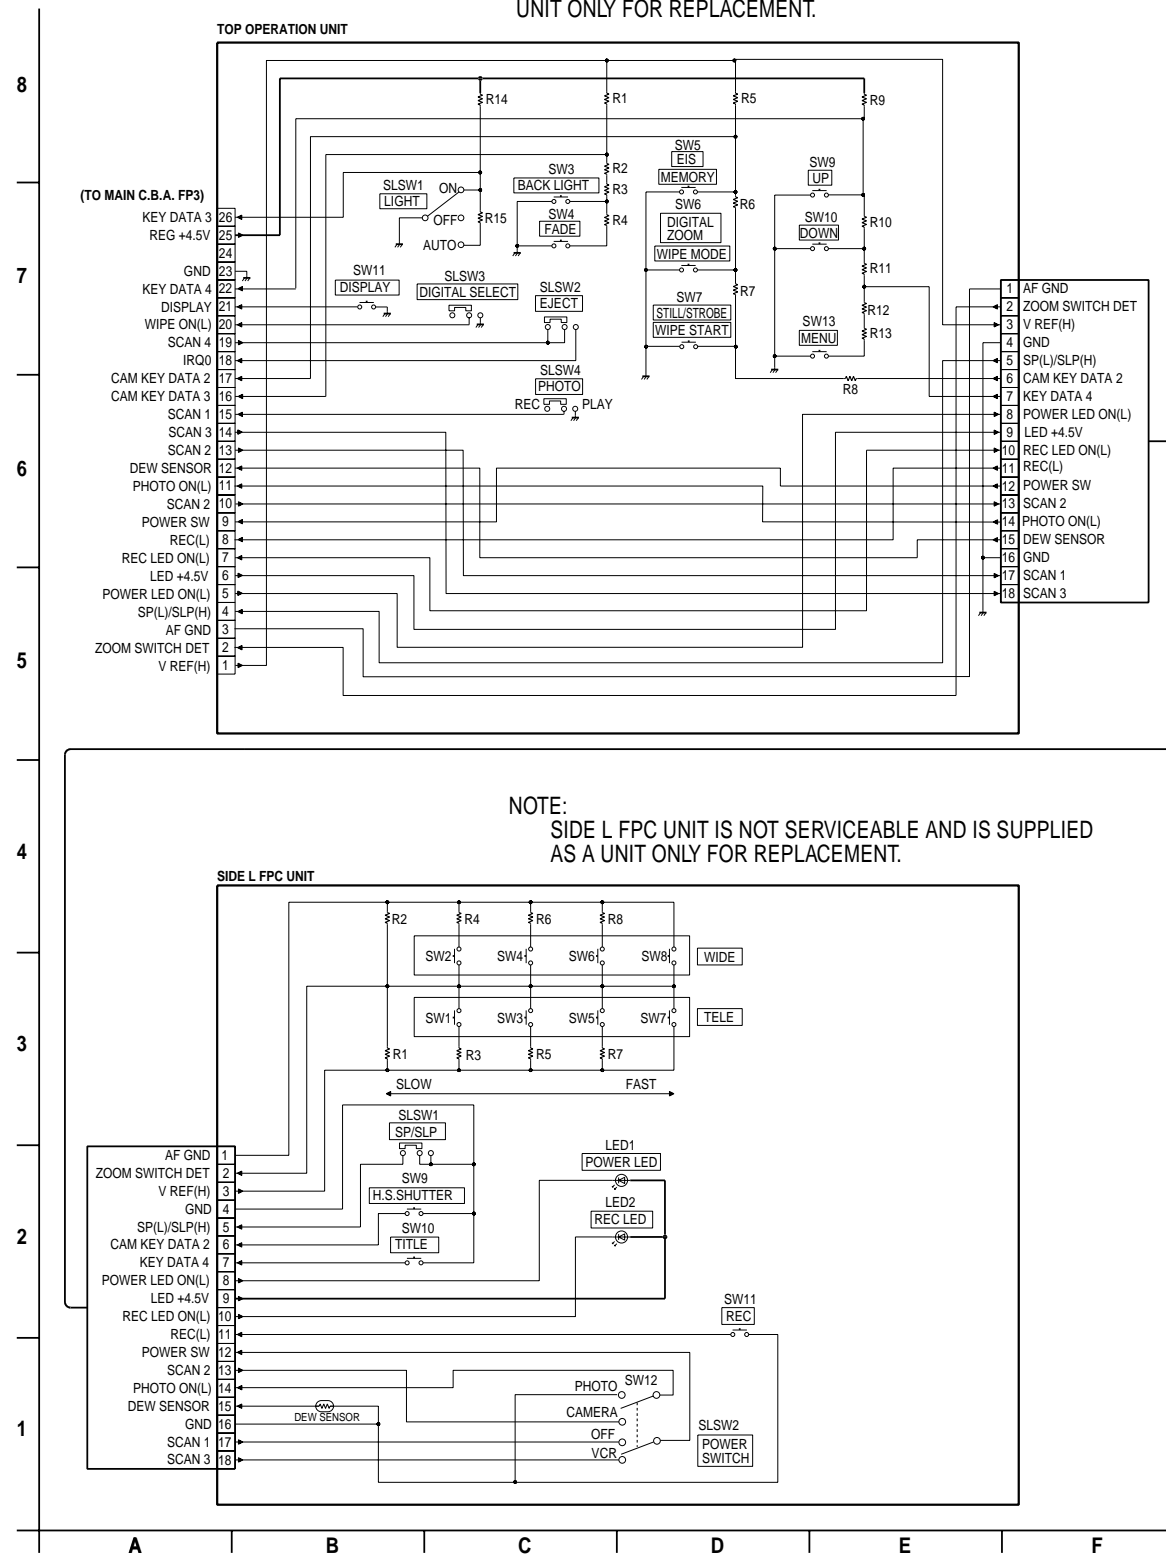 UNIT ONLY FOR REPLACEMENT.
TOP OPERATION UNIT
8
R14
R1
R5
R9
SW5
EIS
MEMORY
SW3
BACK LIGHT
R2
R3
SW9
UP
(TO MAIN C.B.A. FP3)
SLSW1
LIGHT
ON
OFF
AUTO
R15
SW4
FADE
R4
SW6
DIGITAL
ZOOM
WIPE MODE
R6
SW10
DOWN
R10
R11
7
SW11
DISPLAY
SLSW3
DIGITAL SELECT
SLSW2
EJECT
SW7
STILL/STROBE
WIPE START
R7
R12
SW13
MENU
R13
SLSW4
PHOTO
REC
PLAY
R8
KEY DATA 3 26
REG +4.5V 25
24
GND 23
KEY DATA 4 22
DISPLAY 21
WIPE ON(L) 20
SCAN 4 19
IRQ0 18
CAM KEY DATA 2 17
CAM KEY DATA 3 16
SCAN 1 15
SCAN 3 14
SCAN 2 13
DEW SENSOR 12
PHOTO ON(L) 11
SCAN 2 10
POWER SW 9
REC(L) 8
REC LED ON(L) 7
LED +4.5V 6
POWER LED ON(L) 5
SP(L)/SLP(H) 4
AF GND 3
ZOOM SWITCH DET 2
V REF(H) 1
1 AF GND
2 ZOOM SWITCH DET
3 V REF(H)
4 GND
5 SP(L)/SLP(H)
6 CAM KEY DATA 2
7 KEY DATA 4
8 POWER LED ON(L)
9 LED +4.5V
10 REC LED ON(L)
11 REC(L)
12 POWER SW
13 SCAN 2
14 PHOTO ON(L)
15 DEW SENSOR
16 GND
17 SCAN 1
18 SCAN 3
6
5
NOTE:
SIDE L FPC UNIT IS NOT SERVICEABLE AND IS SUPPLIED
AS A UNIT ONLY FOR REPLACEMENT.
4
SIDE L FPC UNIT
R2
R4
R6
R8
SW2
SW4
SW6
SW8
WIDE
SW1
SW3
SW5
SW7
TELE
3
R1
R3
R5
R7
SLOW
FAST
SLSW1
SP/SLP
SW9
H.S.SHUTTER
SW10
TITLE
LED1
POWER LED
LED2
REC LED
2
AF GND 1
ZOOM SWITCH DET 2
V REF(H) 3
GND 4
SP(L)/SLP(H) 5
CAM KEY DATA 2 6
KEY DATA 4 7
POWER LED ON(L) 8
LED +4.5V 9
REC LED ON(L) 10
REC(L) 11
POWER SW 12
SCAN 2 13
PHOTO ON(L) 14
DEW SENSOR 15
GND 16
SCAN 1 17
SCAN 3 18
SW11
REC
DEW SENSOR
PHOTO
SW12
CAMERA
OFF
VCR
SLSW2
POWER
SWITCH
1
A
B
C
D
E
F